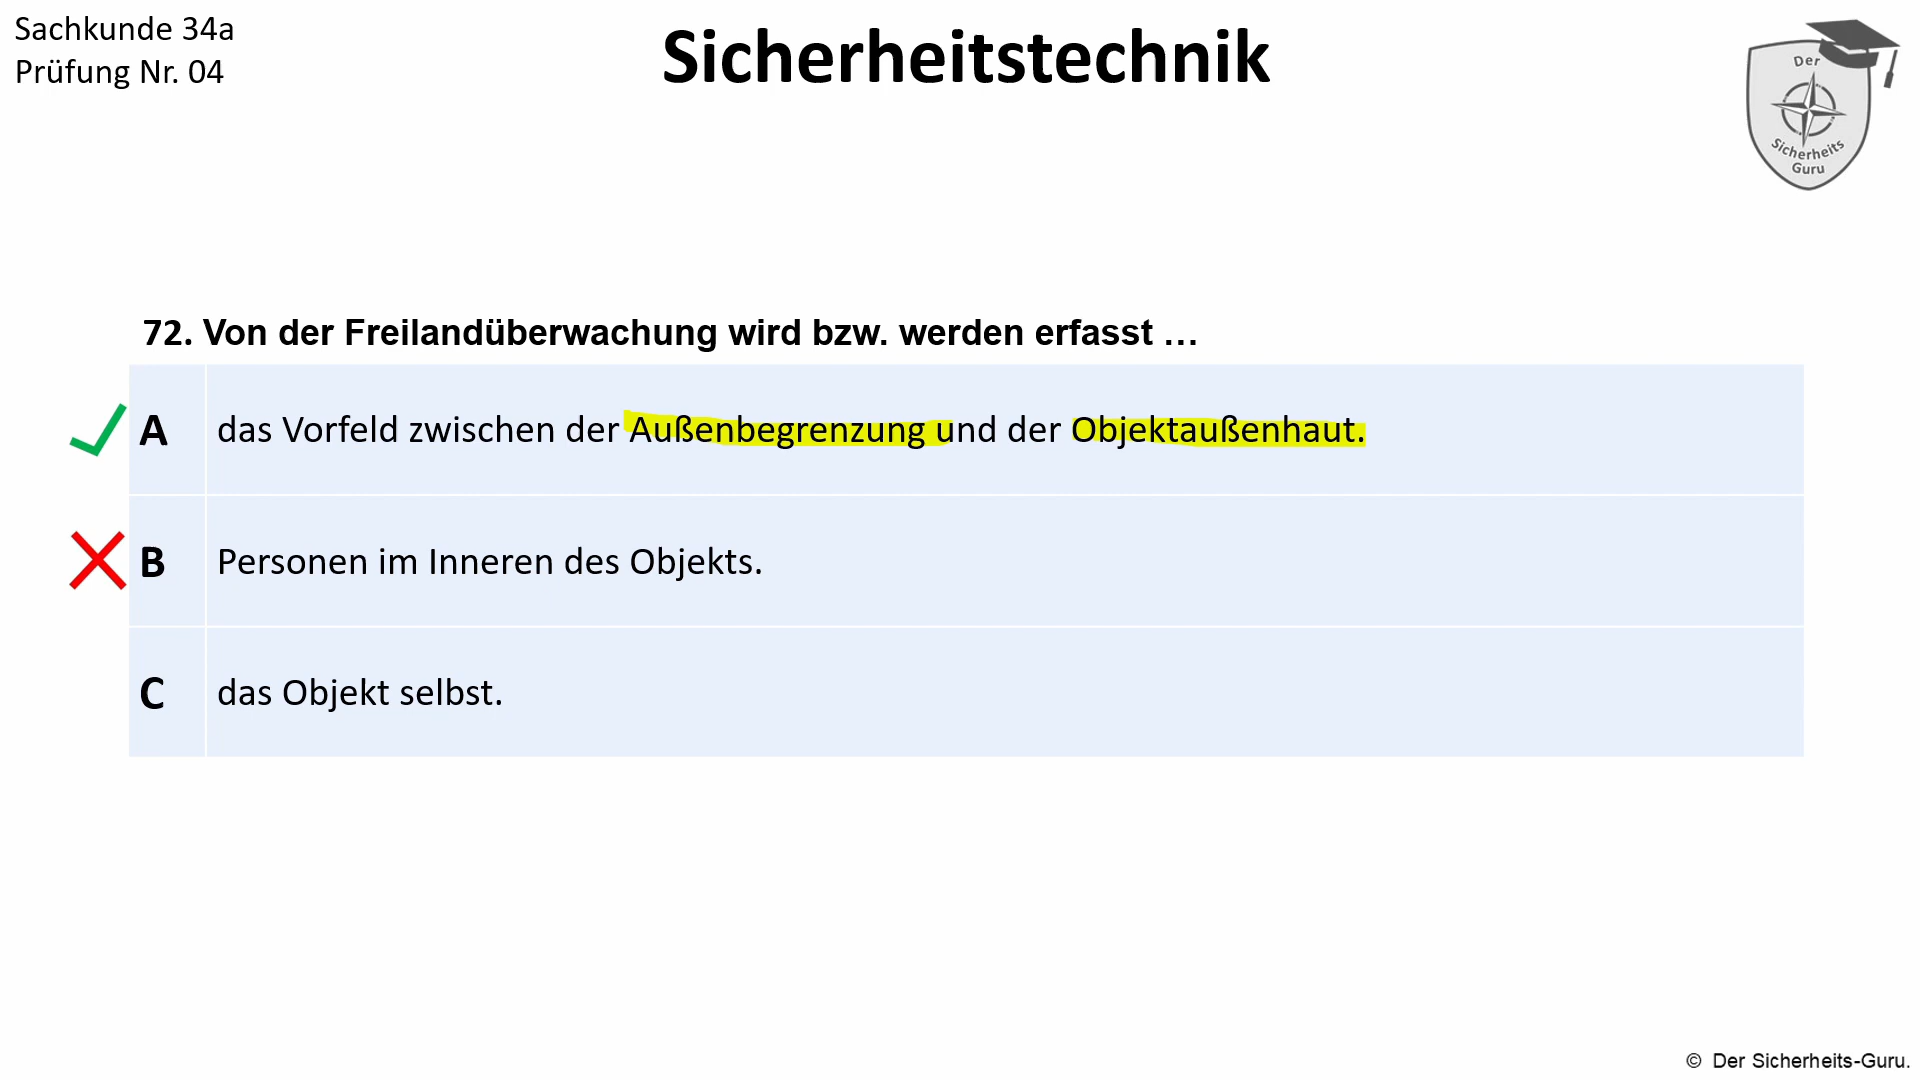 Sachkunde 34a
Prüfung Nr. 04
Sicherheitstechnik
Der
Sicherheits
Guru
72. Von der Freilandüberwachung wird bzw. werden erfasst …
A das Vorfeld zwischen der Außenbegrenzung und der Objektaußenhaut.
B Personen im Inneren des Objekts.
C das Objekt selbst.
© Der Sicherheits-Guru.